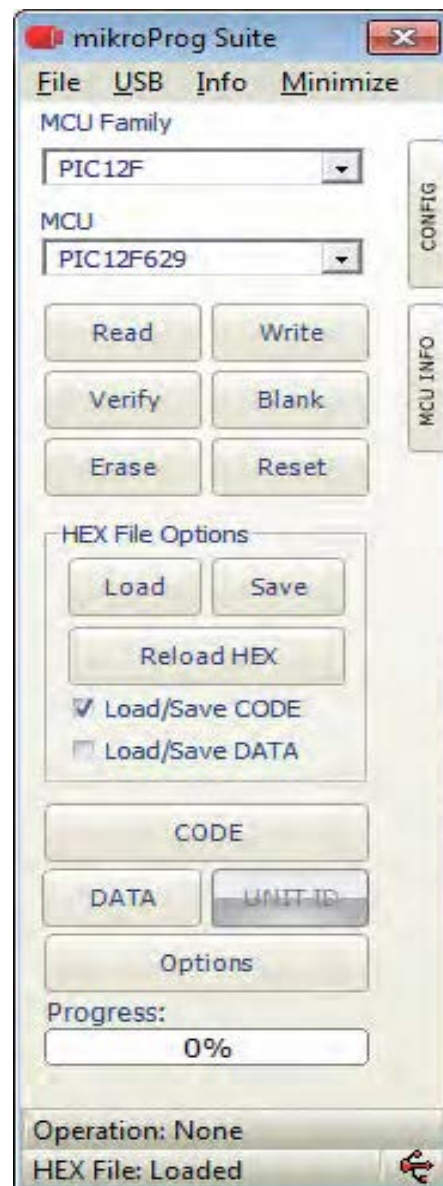 mikroProg Suite
File USB Info Minimize
MCU Family
PIC12F
MCU
PIC12F629
CONFIG
MCU INFO
Read Write
Verify Blank
Erase Reset
HEX File Options
Load Save
Reload HEX
Load/Save CODE
Load/Save DATA
CODE
DATA UNIT ID
Options
Progress:
0%
Operation: None
HEX File: Loaded